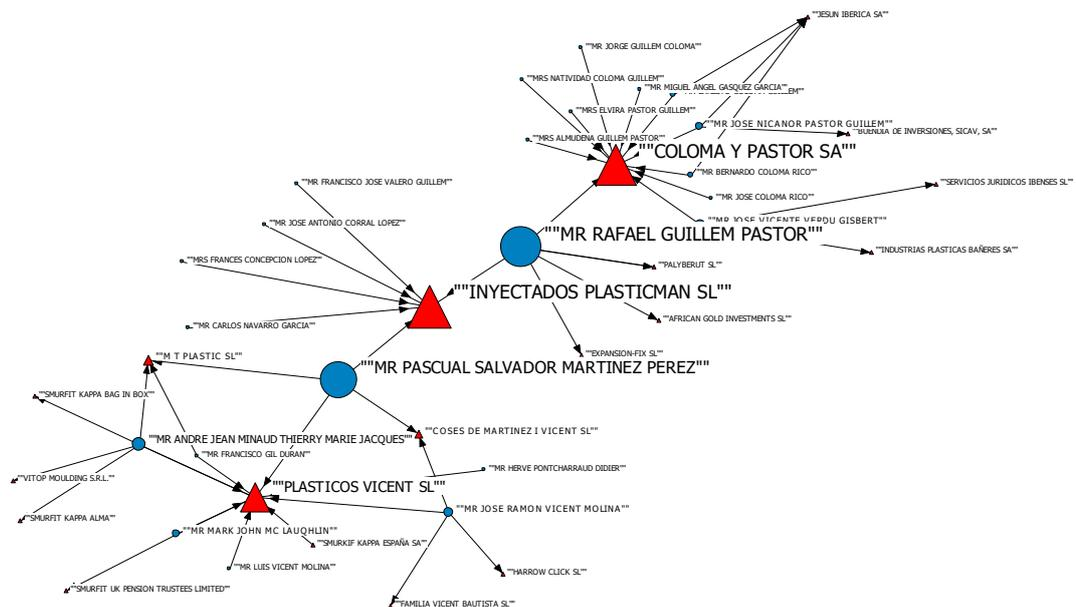 ""JESUN IBERICA SA""
""MR JORGE GUILLEM COLOMA""
""MRS NATIVIDAD COLOMA GUILLEM""
""MR MIGUEL ANGEL GASQUEZ GARCIA""
""MRS ELVIRA PASTOR GUILLEM""
""MR JOSE NICANOR PASTOR GUILLEM""
""BUENDIA DE INVERSIONES, SICAV, SA""
""MRS ALMUDENA GUILLEM PASTOR""
""COLOMA Y PASTOR SA""
""MR BERNARDO COLOMA RICO""
""MR FRANCISCO JOSE VALERO GUILLEM""
""SERVICIOS JURIDICOS IBENSES SL""
""MR JOSE COLOMA RICO""
""MR JOSE VICENTE VERDU GISBERT""
""MR JOSE ANTONIO CORRAL LOPEZ""
""MR RAFAEL GUILLEM PASTOR""
""INDUSTRIAS PLASTICAS BAÑERES SA""
""MRS FRANCES CONCEPCION LOPEZ""
""PALYBERUT SL""
""INYECTADOS PLASTICMAN SL""
""AFRICAN GOLD INVESTMENTS SL""
""MR CARLOS NAVARRO GARCIA""
""EXPANSION-FIX SL""
""M T PLASTIC SL""
""MR PASCUAL SALVADOR MARTINEZ PEREZ""
""SMURFIT KAPPA BAG IN BOX""
""COSES DE MARTINEZ I VICENT SL""
""MR ANDRE JEAN MINAUD THIERRY MARIE JACQUES""
""MR FRANCISCO GIL DURAN""
""MR HERVE PONTCHARRAUD DIDIER""
""VITOP MOULDING S.R.L.""
""PLASTICOS VICENT SL""
""MR JOSE RAMON VICENT MOLINA""
""SMURFIT KAPPA ALMA""
""MR MARK JOHN MC LAUQHLIN""
""SMURKIF KAPPA ESPAÑA SA""
""MR LUIS VICENT MOLINA""
""HARROW CLICK SL""
""SMURFIT UK PENSION TRUSTEES LIMITED""
""FAMILIA VICENT BAUTISTA SL""